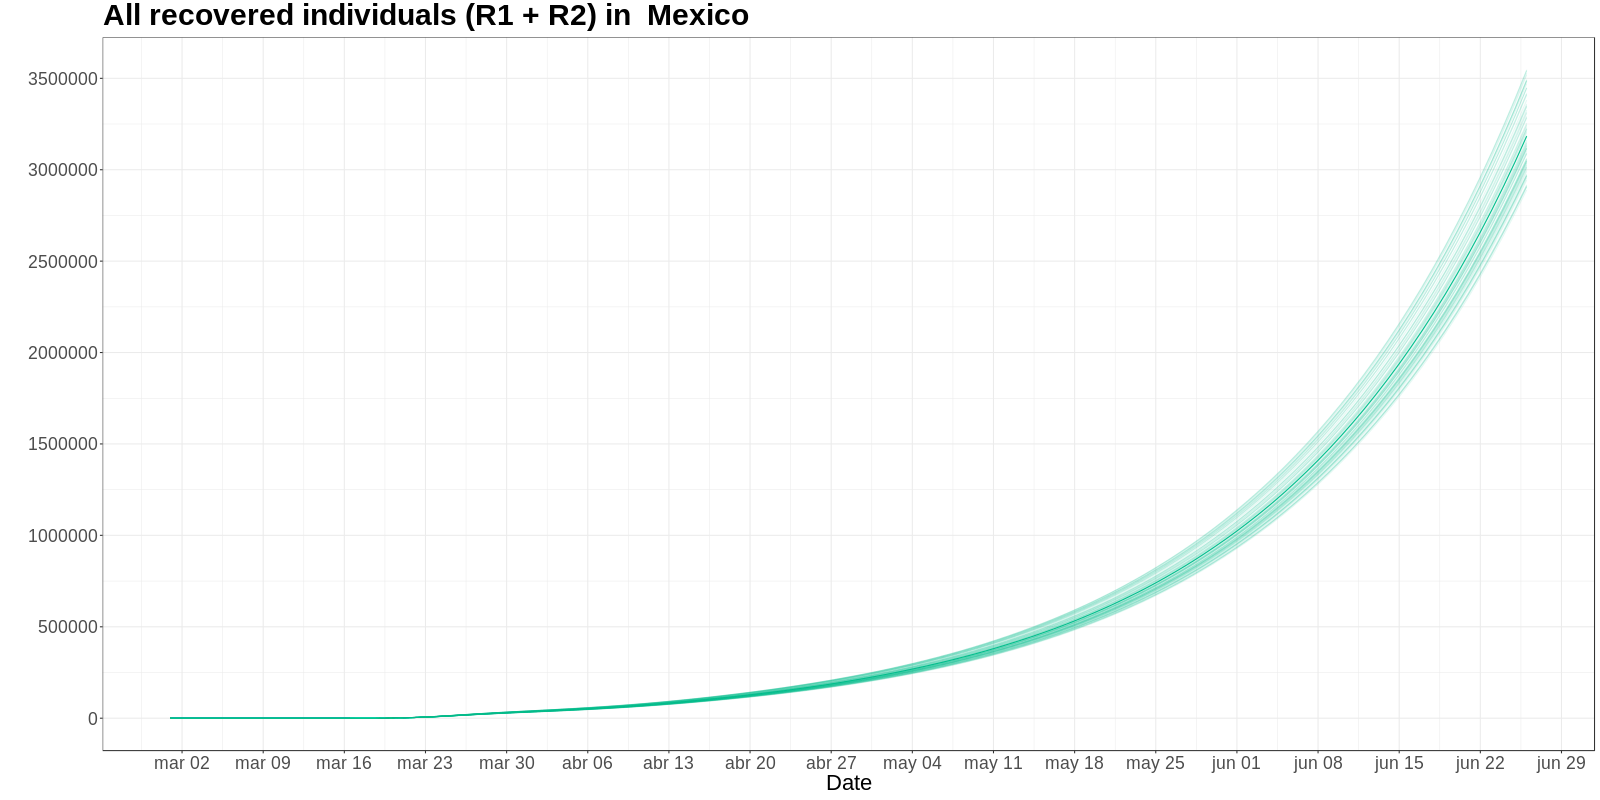 All recovered individuals (R1 + R2) in  Mexico
3500000
3000000
2500000
2000000
1500000
1000000
500000
0
mar 02 mar 09 mar 16 mar 23 mar 30 abr 06 abr 13 abr 20 abr 27 may 04 may 11 may 18 may 25 jun 01 jun 08 jun 15 jun 22 jun 29
Date